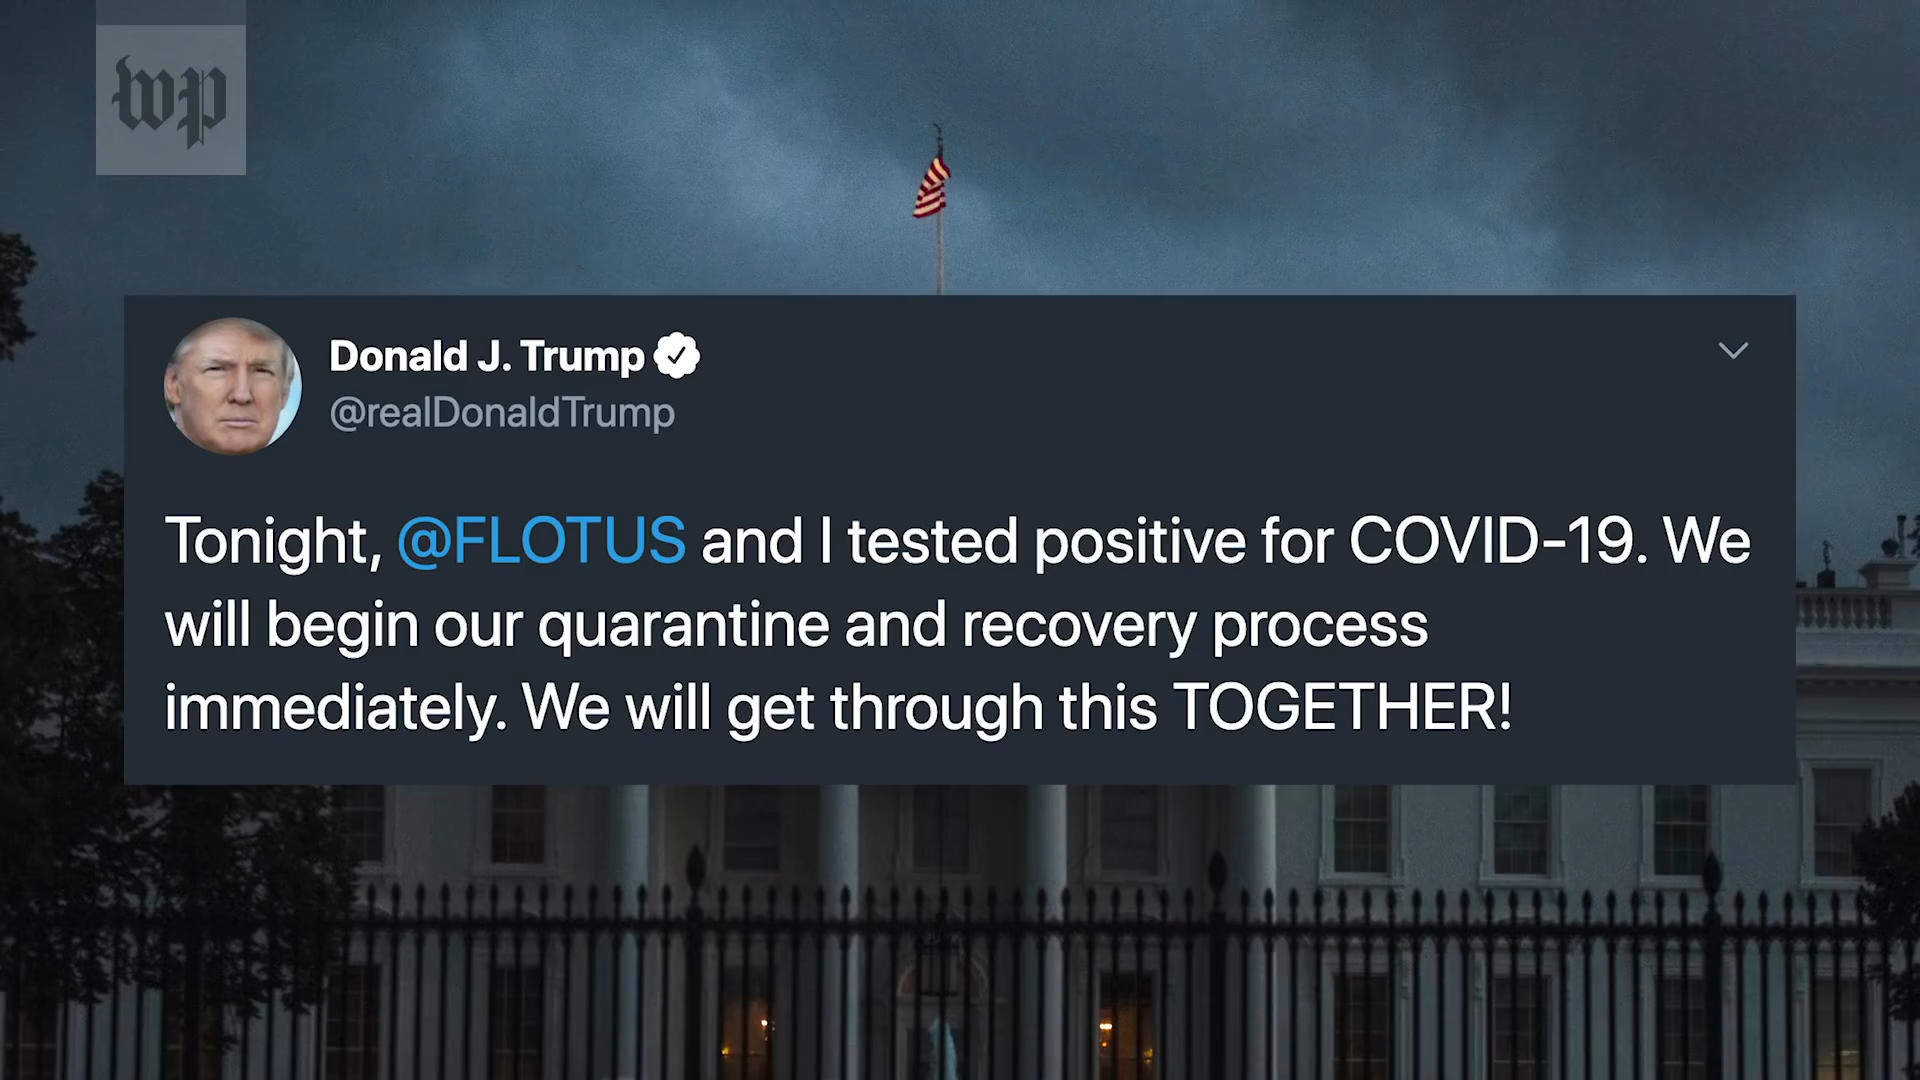 wp
Donald J. Trump
@realDonaldTrump
Tonight, @FLOTUS and I tested positive for COVID-19. We
will begin our quarantine and recovery process
immediately. We will get through this TOGETHER!